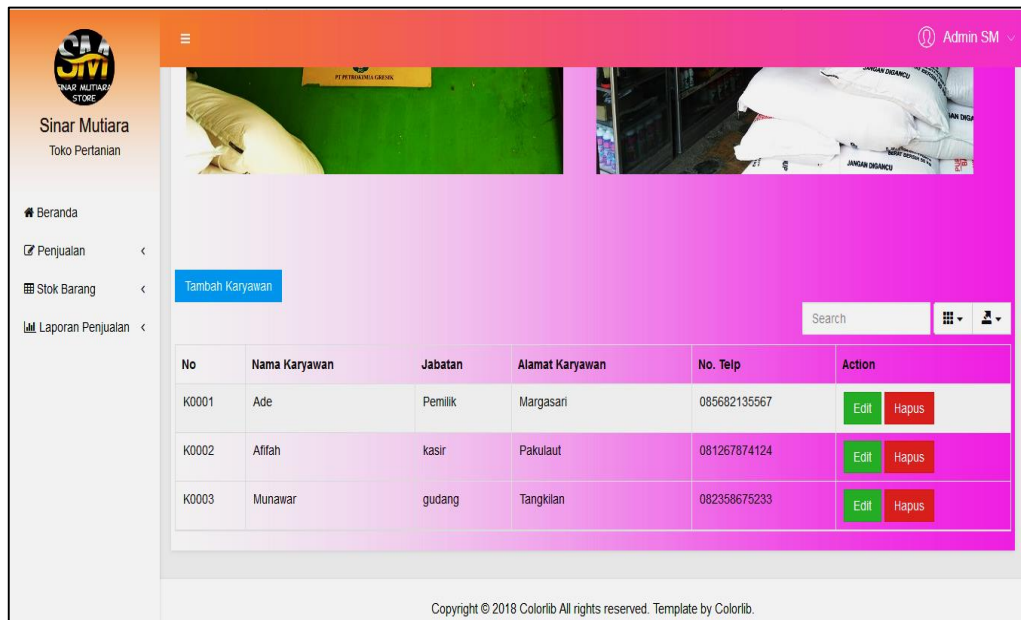 SM
SINAR MUTIARA
STORE
Sinar Mutiara
Toko Pertanian
Beranda
Penjualan
Stok Barang
Laporan Penjualan
Admin SM
PT PETROKIMIA GRESIK
JANGAN DIGANCU
JANGAN DIGANCU
Tambah Karyawan
Search
No Nama Karyawan Jabatan Alamat Karyawan No. Telp Action
K0001 Ade Pemilik Margasari 085682135567 Edit Hapus
K0002 Afifah kasir Pakulaut 081267874124 Edit Hapus
K0003 Munawar gudang Tangkilan 082358675233 Edit Hapus
Copyright © 2018 Colorlib All rights reserved. Template by Colorlib.